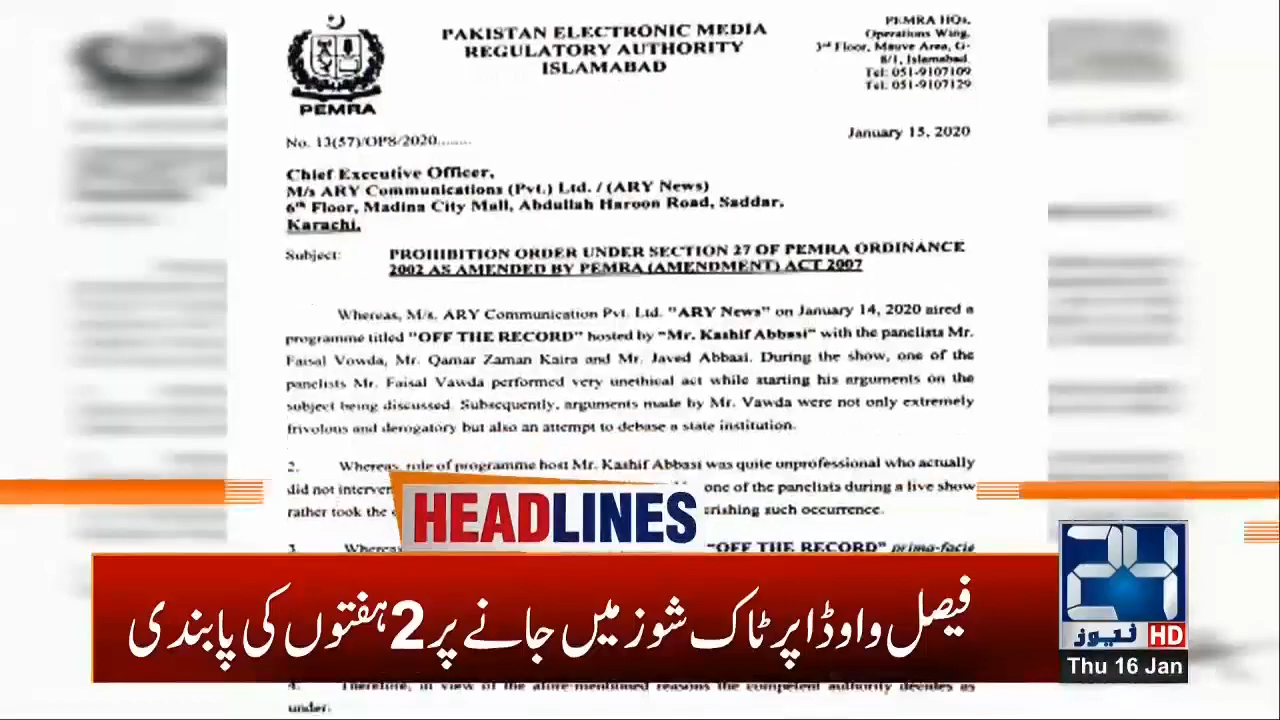 PAKISTAN ELECTRONIC MEDIA
REGULATORY AUTHORITY
ISLAMABAD
PEMRA HQs,
Operations Wing,
3rd Floor, Mauve Area, G-
8/1, Islamabad.
Tel: 051-9107109
Tel: 051-9107129
PEMRA
No. 13(57)/OPS/2020........
January 15, 2020
Chief Executive Officer,
M/s ARY Communications (Pvt.) Ltd. / (ARY News)
6th Floor, Madina City Mall, Abdullah Haroon Road, Saddar,
Karachi.
Subject: PROHIBITION ORDER UNDER SECTION 27 OF PEMRA ORDINANCE
2002 AS AMENDED BY PEMRA (AMENDMENT) ACT 2007
Whereas, M/s. ARY Communication Pvt. Ltd. "ARY News" on January 14, 2020 aired a
programme titled "OFF THE RECORD" hosted by "Mr. Kashif Abbasi" with the panelists Mr.
Faisal Vowda, Mr. Qamar Zaman Kaira and Mr. Javed Abbasi. During the show, one of the
panelists Mr. Faisal Vawda performed very unethical act while starting his arguments on the
subject being discussed. Subsequently, arguments made by Mr. Vawda were not only extremely
frivolous and derogatory but also an attempt to debase a state institution.
2. Whereas, role of programme host Mr. Kashif Abbasi was quite unprofessional who actually
did not interven one of the panelists during a live show
rather took the such occurrence.
3. Whereas "OFF THE RECORD" prima-facie
HEADLINES
فیصل واوڈا پر ٹاک شوز میں جانے پر 2 ہفتوں کی پابندی
24
نیوز HD
Thu 16 Jan
4. Therefore, in view of the afore-mentioned reasons the competent authority decides as
under: